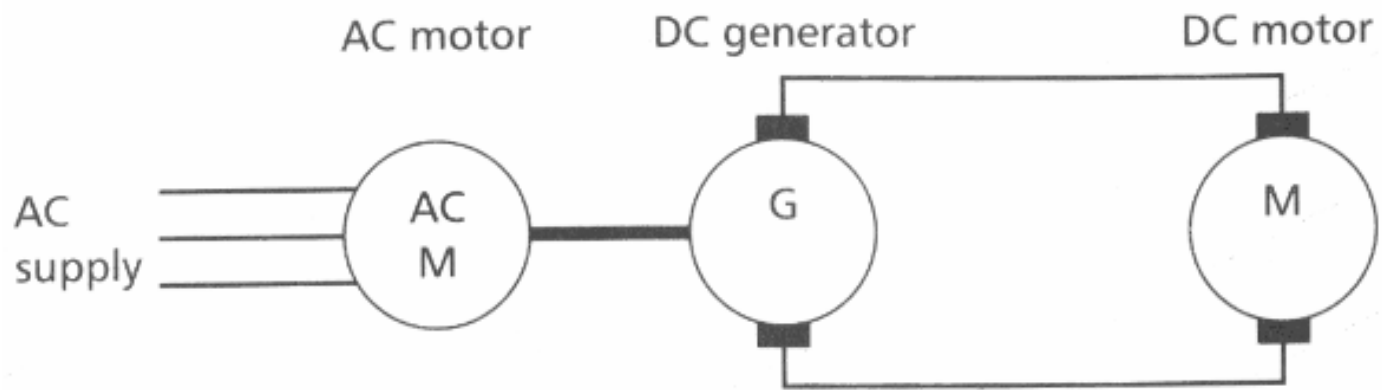 AC motor
DC generator
DC motor
AC
supply
AC
M
G
M